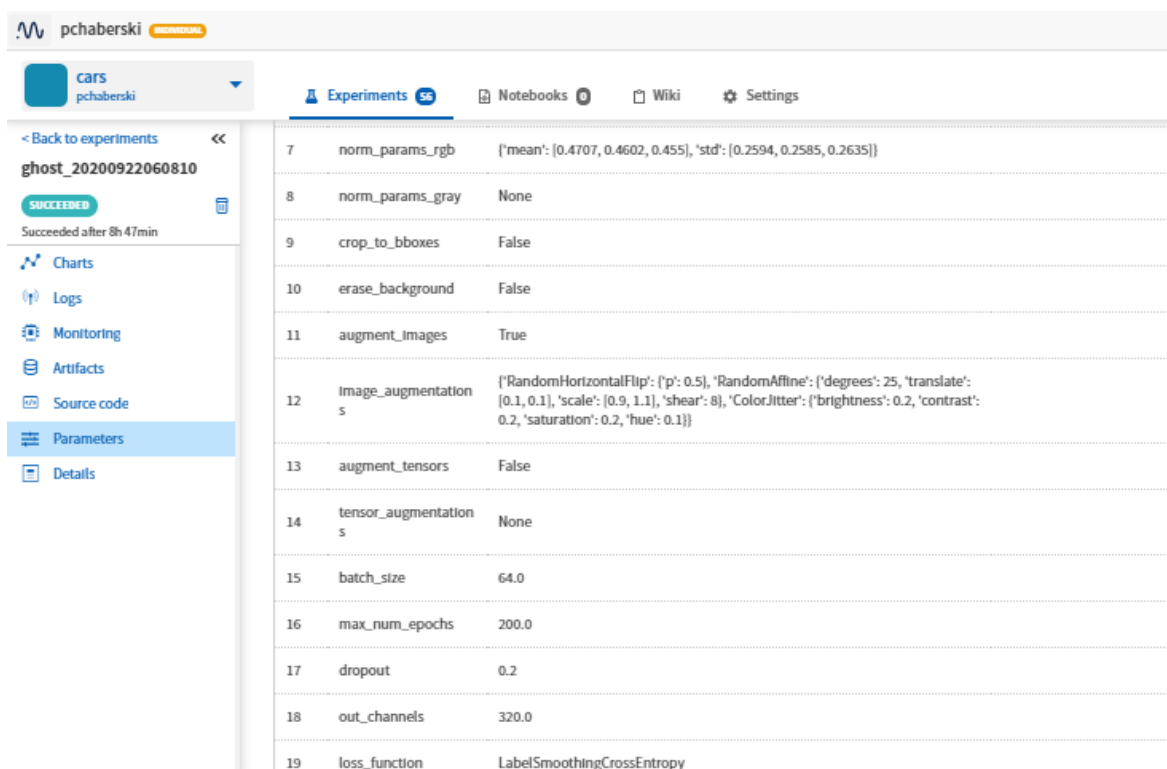 pchaberski INDIVIDUAL
cars
pchaberski
Experiments 56 Notebooks 0 Wiki Settings
< Back to experiments
ghost_20200922060810
SUCCEEDED
Succeeded after 8h 47min
Charts
Logs
Monitoring
Artifacts
Source code
Parameters
Details
7 norm_params_rgb {'mean': [0.4707, 0.4602, 0.455], 'std': [0.2594, 0.2585, 0.2635]}
8 norm_params_gray None
9 crop_to_bboxes False
10 erase_background False
11 augment_images True
12 image_augmentation
s
{'RandomHorizontalFlip': {'p': 0.5}, 'RandomAffine': {'degrees': 25, 'translate':
[0.1, 0.1], 'scale': [0.9, 1.1], 'shear': 8}, 'ColorJitter': {'brightness': 0.2, 'contrast':
0.2, 'saturation': 0.2, 'hue': 0.1}}
13 augment_tensors False
14 tensor_augmentation
s
None
15 batch_size 64.0
16 max_num_epochs 200.0
17 dropout 0.2
18 out_channels 320.0
19 loss_function LabelSmoothingCrossEntropy